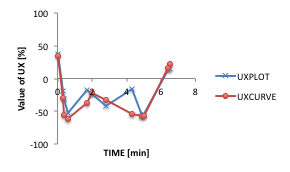 Value of UX [%]
100
50
0
-50
-100
0 2 4 6 8
TIME [min]
UXPLOT
UXCURVE